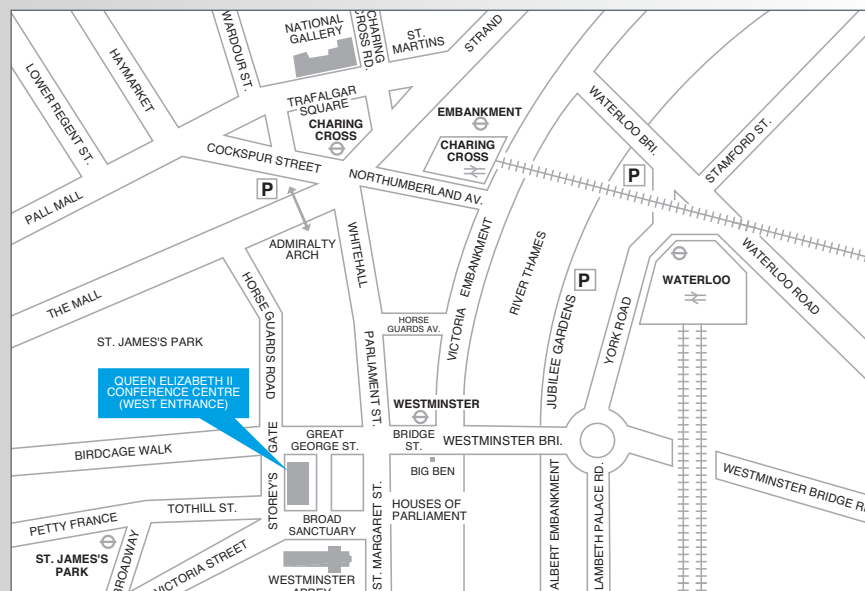 NATIONAL
GALLERY
CHARING
CROSS RD.
ST.
MARTINS
STRAND
WARDOUR ST.
HAYMARKET
LOWER REGENT ST.
TRAFALGAR
SQUARE
CHARING
CROSS
EMBANKMENT
CHARING
CROSS
WATERLOO BRI.
STAMFORD ST.
COCKSPUR STREET
NORTHUMBERLAND AV.
P
P
PALL MALL
ADMIRALTY
ARCH
WHITEHALL
VICTORIA EMBANKMENT
RIVER THAMES
P
WATERLOO
WATERLOO ROAD
THE MALL
HORSE GUARDS ROAD
HORSE
GUARDS AV.
JUBILEE GARDENS
YORK ROAD
ST. JAMES'S PARK
PARLIAMENT ST.
QUEEN ELIZABETH II
CONFERENCE CENTRE
(WEST ENTRANCE)
WESTMINSTER
BIRDCAGE WALK
STOREY'S GATE
GREAT
GEORGE ST.
BRIDGE
ST.
WESTMINSTER BRI.
BIG BEN
WESTMINSTER BRIDGE
TOTHILL ST.
PETTY FRANCE
BROAD
SANCTUARY
ST. MARGARET ST.
HOUSES OF
PARLIAMENT
ALBERT EMBANKMENT
LAMBETH PALACE RD.
ST. JAMES'S
PARK
BROADWAY
VICTORIA STREET
WESTMINSTER